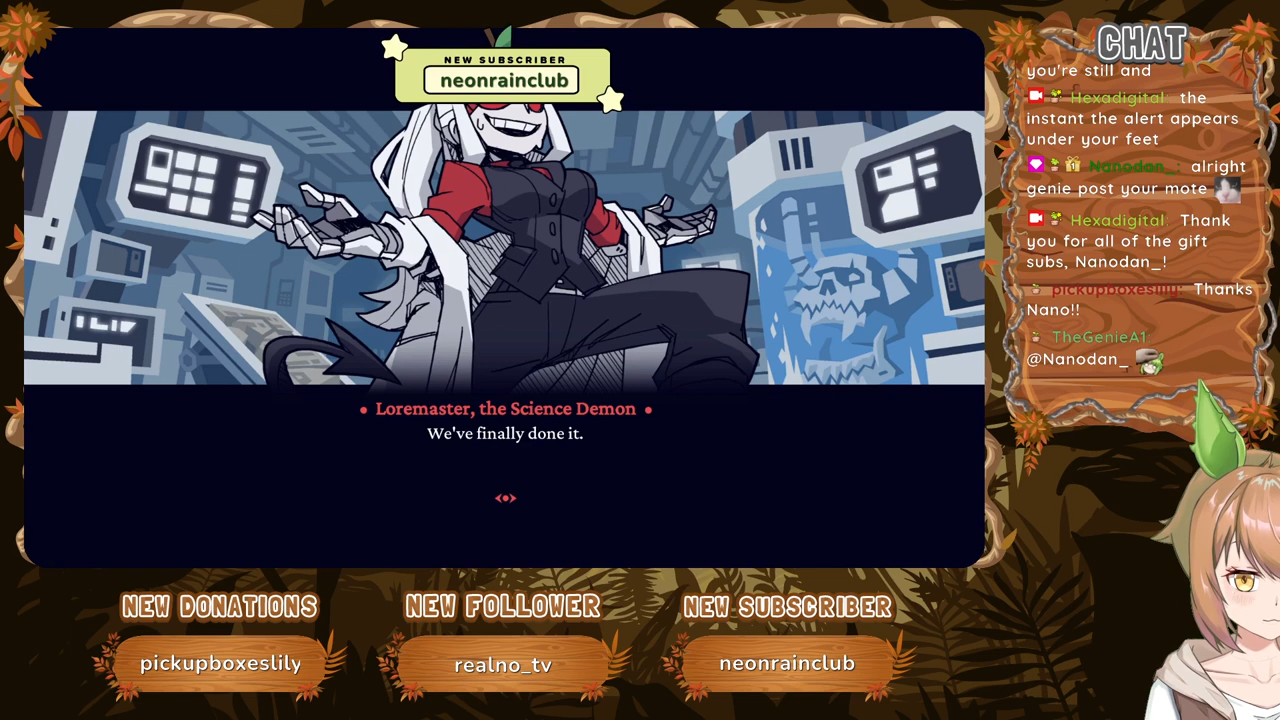 NEW SUBSCRIBER
neonrainclub
• Loremaster, the Science Demon •
We've finally done it.
CHAT
you're still and
Hexadigital: the
instant the alert appears
under your feet
Nanodan_: alright
genie post your mote
Hexadigital: Thank
you for all of the gift
subs, Nanodan_!
pickupboxeslily: Thanks
Nano!!
TheGenieA1:
@Nanodan_
NEW DONATIONS
pickupboxeslily
NEW FOLLOWER
realno_tv
NEW SUBSCRIBER
neonrainclub